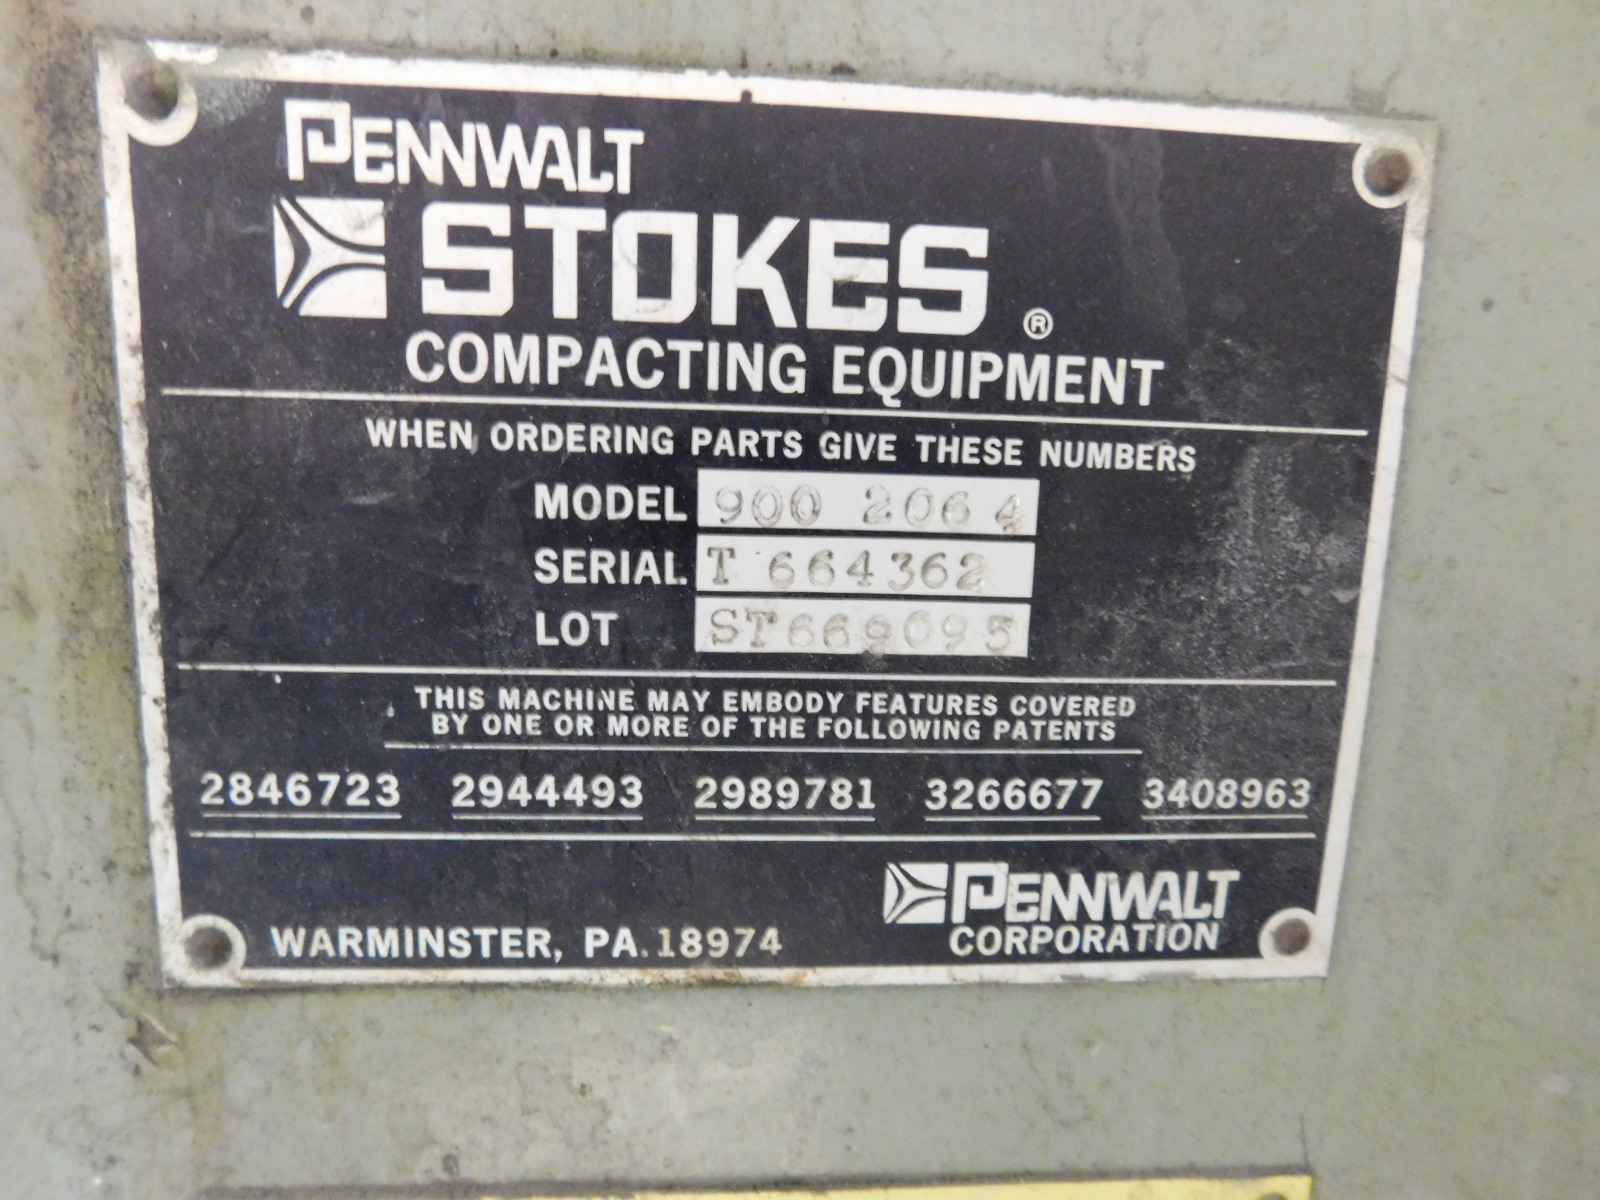 PENNWALT
STOKES ®
COMPACTING EQUIPMENT
WHEN ORDERING PARTS GIVE THESE NUMBERS
MODEL 900 2064
SERIAL T 664362
LOT ST669095
THIS MACHINE MAY EMBODY FEATURES COVERED
BY ONE OR MORE OF THE FOLLOWING PATENTS
2846723 2944493 2989781 3266677 3408963
PENNWALT
WARMINSTER, PA. 18974 CORPORATION